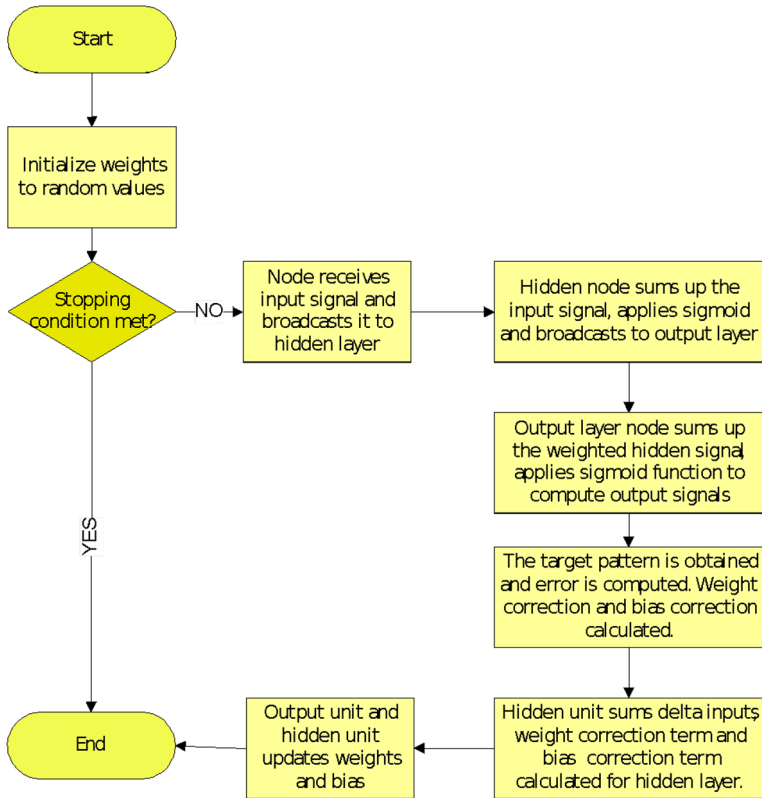 Start
Initialize weights
to random values
Stopping
condition met?
NO
Node receives
input signal and
broadcasts it to
hidden layer
Hidden node sums up the
input signal, applies sigmoid
and broadcasts to output layer
Output layer node sums up
the weighted hidden signal,
applies sigmoid function to
compute output signals
YES
The target pattern is obtained
and error is computed. Weight
correction and bias correction
calculated.
Hidden unit sums delta inputs,
weight correction term and
bias correction term
calculated for hidden layer.
Output unit and
hidden unit
updates weights
and bias
End